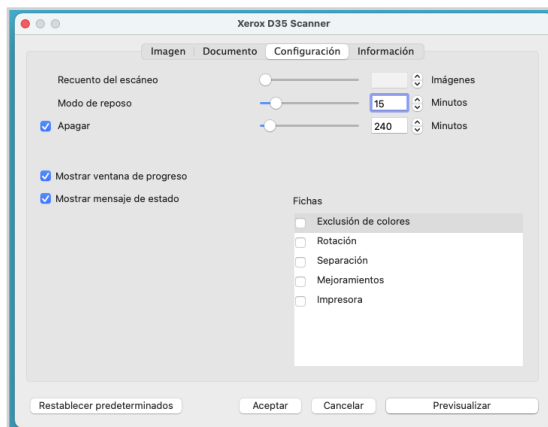 Xerox D35 Scanner
Imagen Documento Configuración Información
Recuento del escáneo Imágenes
Modo de reposo 15 Minutos
Apagar 240 Minutos
Mostrar ventana de progreso
Mostrar mensaje de estado
Fichas
Exclusión de colores
Rotación
Separación
Mejoramientos
Impresora
Restablecer predeterminados Aceptar Cancelar Previsualizar